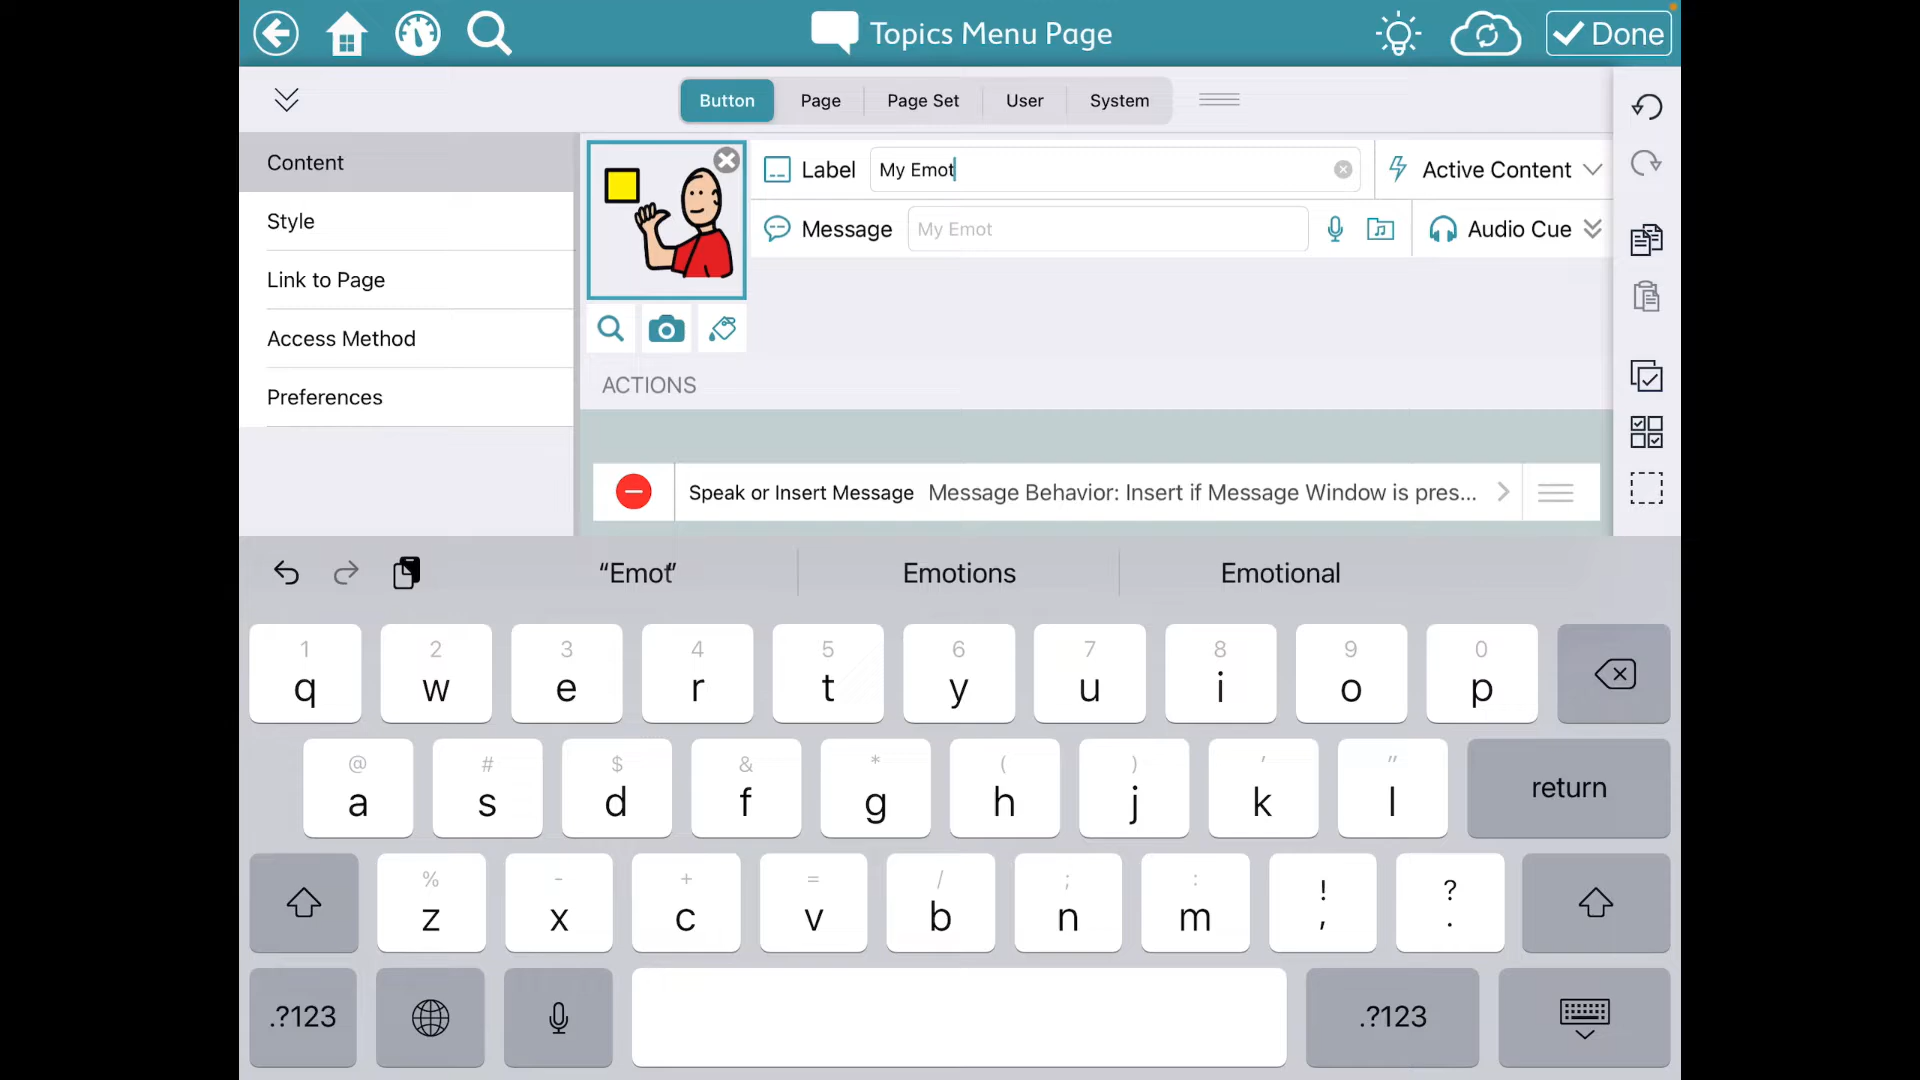 Topics Menu Page
Done
Button Page Page Set User System
Content
Style
Link to Page
Access Method
Preferences
Label My Emot Active Content
Message My Emot Audio Cue
ACTIONS
Speak or Insert Message Message Behavior: Insert if Message Window is pres...
“Emot” Emotions Emotional
1 2 3 4 5 6 7 8 9 0
q w e r t y u i o p
@ # $ & * ( ) ' "
a s d f g h j k l return
% - + = / ; : ! ?
z x c v b n m , .
.?123 .?123